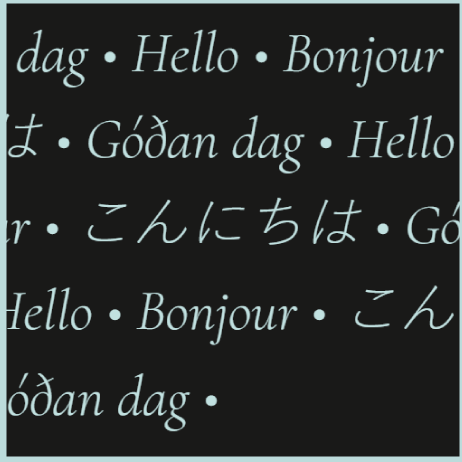 dag • Hello • Bonjour
は • Góðan dag • Hello
r • こんにちは • Gó
Hello • Bonjour • こん
óðan dag •